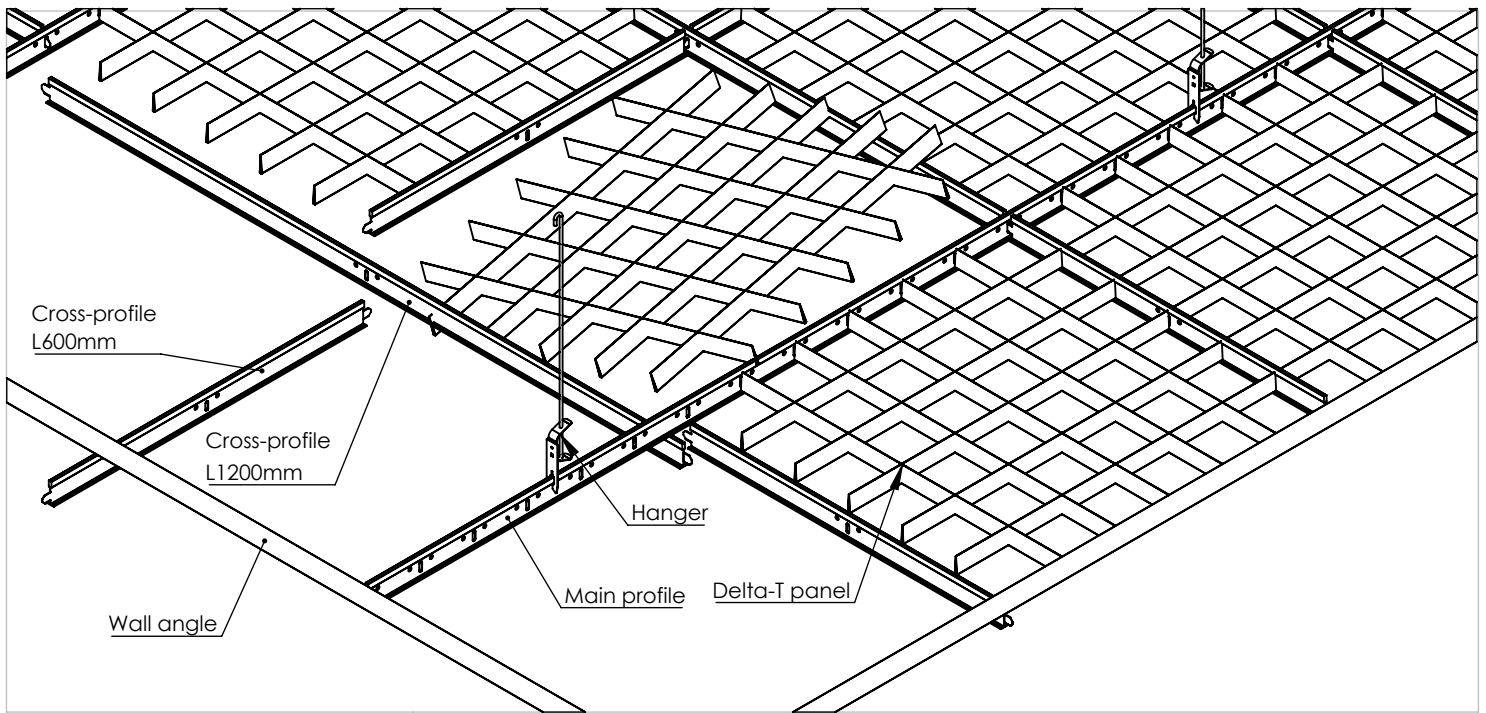 Cross-profile
L600mm
Cross-profile
L1200mm
Hanger
Main profile
Delta-T panel
Wall angle